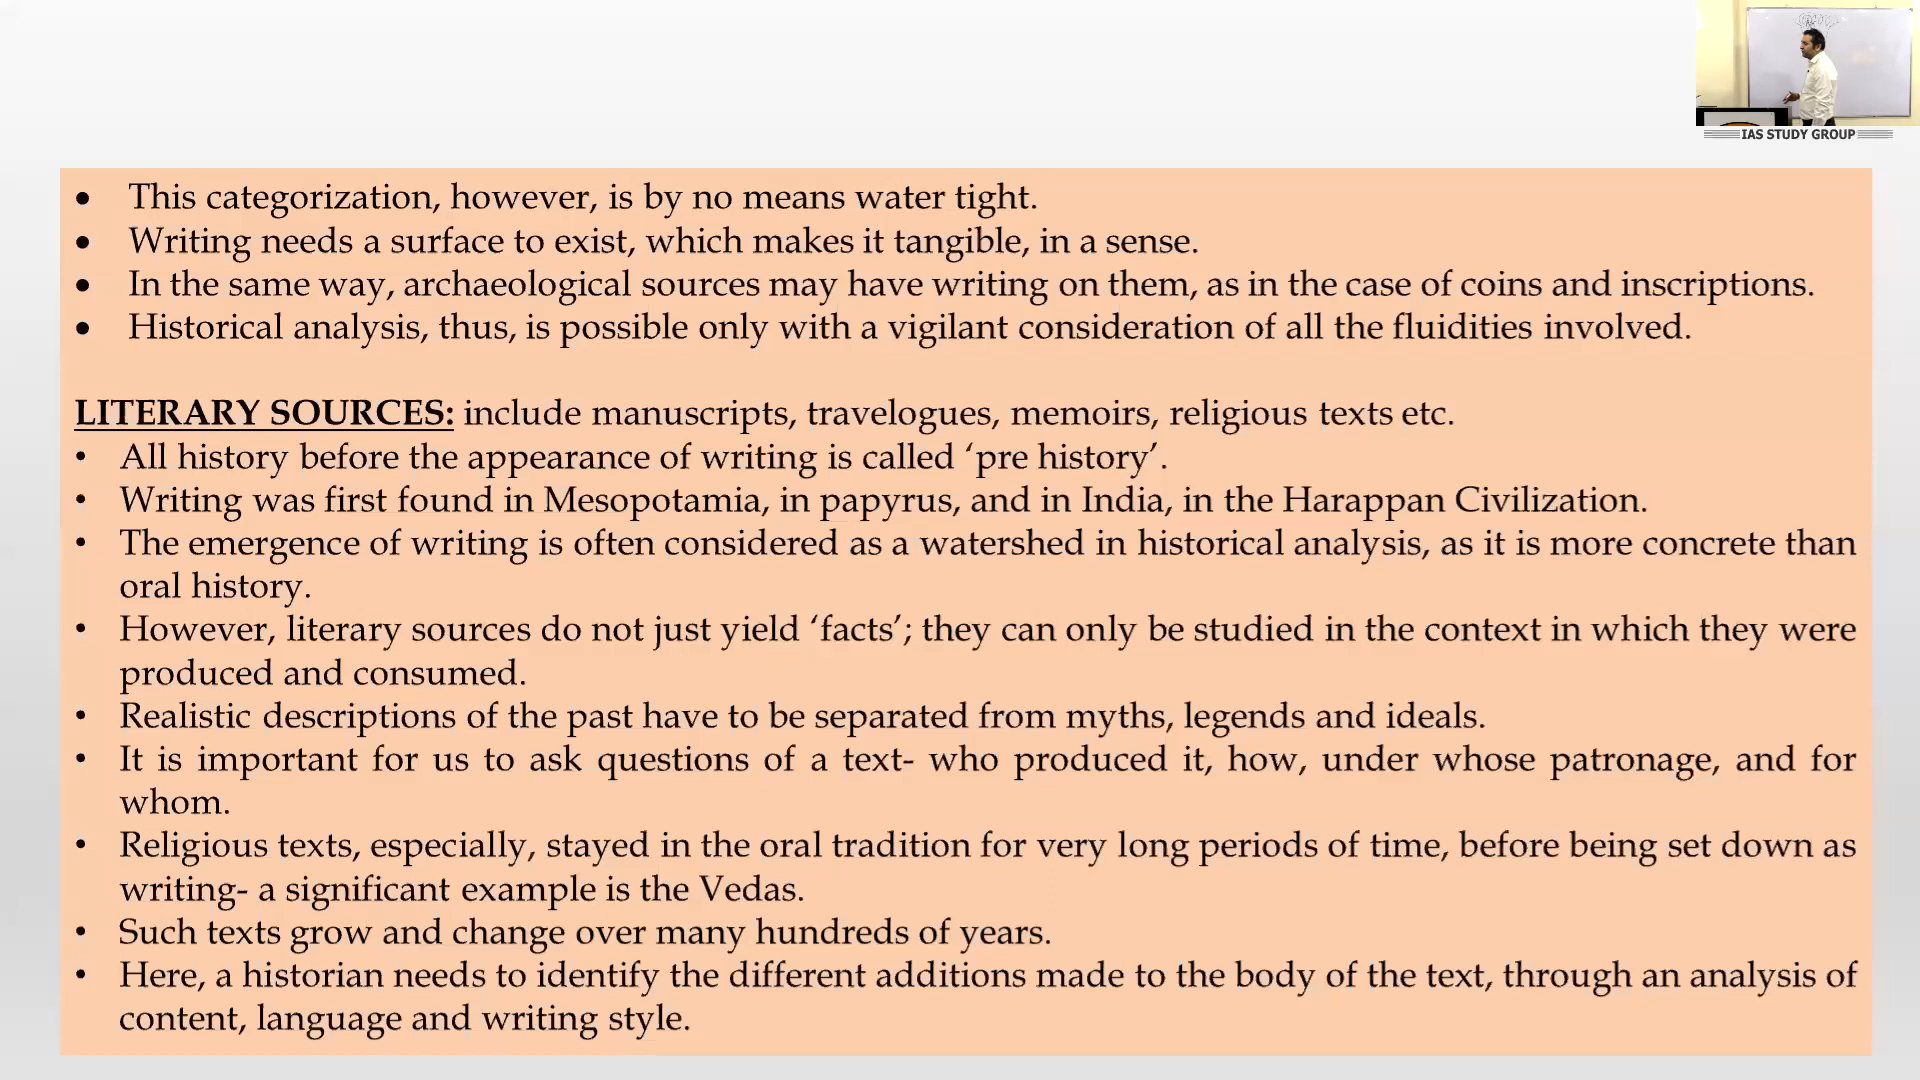 IAS STUDY GROUP
• This categorization, however, is by no means water tight.
• Writing needs a surface to exist, which makes it tangible, in a sense.
• In the same way, archaeological sources may have writing on them, as in the case of coins and inscriptions.
• Historical analysis, thus, is possible only with a vigilant consideration of all the fluidities involved.
LITERARY SOURCES: include manuscripts, travelogues, memoirs, religious texts etc.
• All history before the appearance of writing is called ‘pre history’.
• Writing was first found in Mesopotamia, in papyrus, and in India, in the Harappan Civilization.
• The emergence of writing is often considered as a watershed in historical analysis, as it is more concrete than
oral history.
• However, literary sources do not just yield ‘facts’; they can only be studied in the context in which they were
produced and consumed.
• Realistic descriptions of the past have to be separated from myths, legends and ideals.
• It is important for us to ask questions of a text- who produced it, how, under whose patronage, and for
whom.
• Religious texts, especially, stayed in the oral tradition for very long periods of time, before being set down as
writing- a significant example is the Vedas.
• Such texts grow and change over many hundreds of years.
• Here, a historian needs to identify the different additions made to the body of the text, through an analysis of
content, language and writing style.